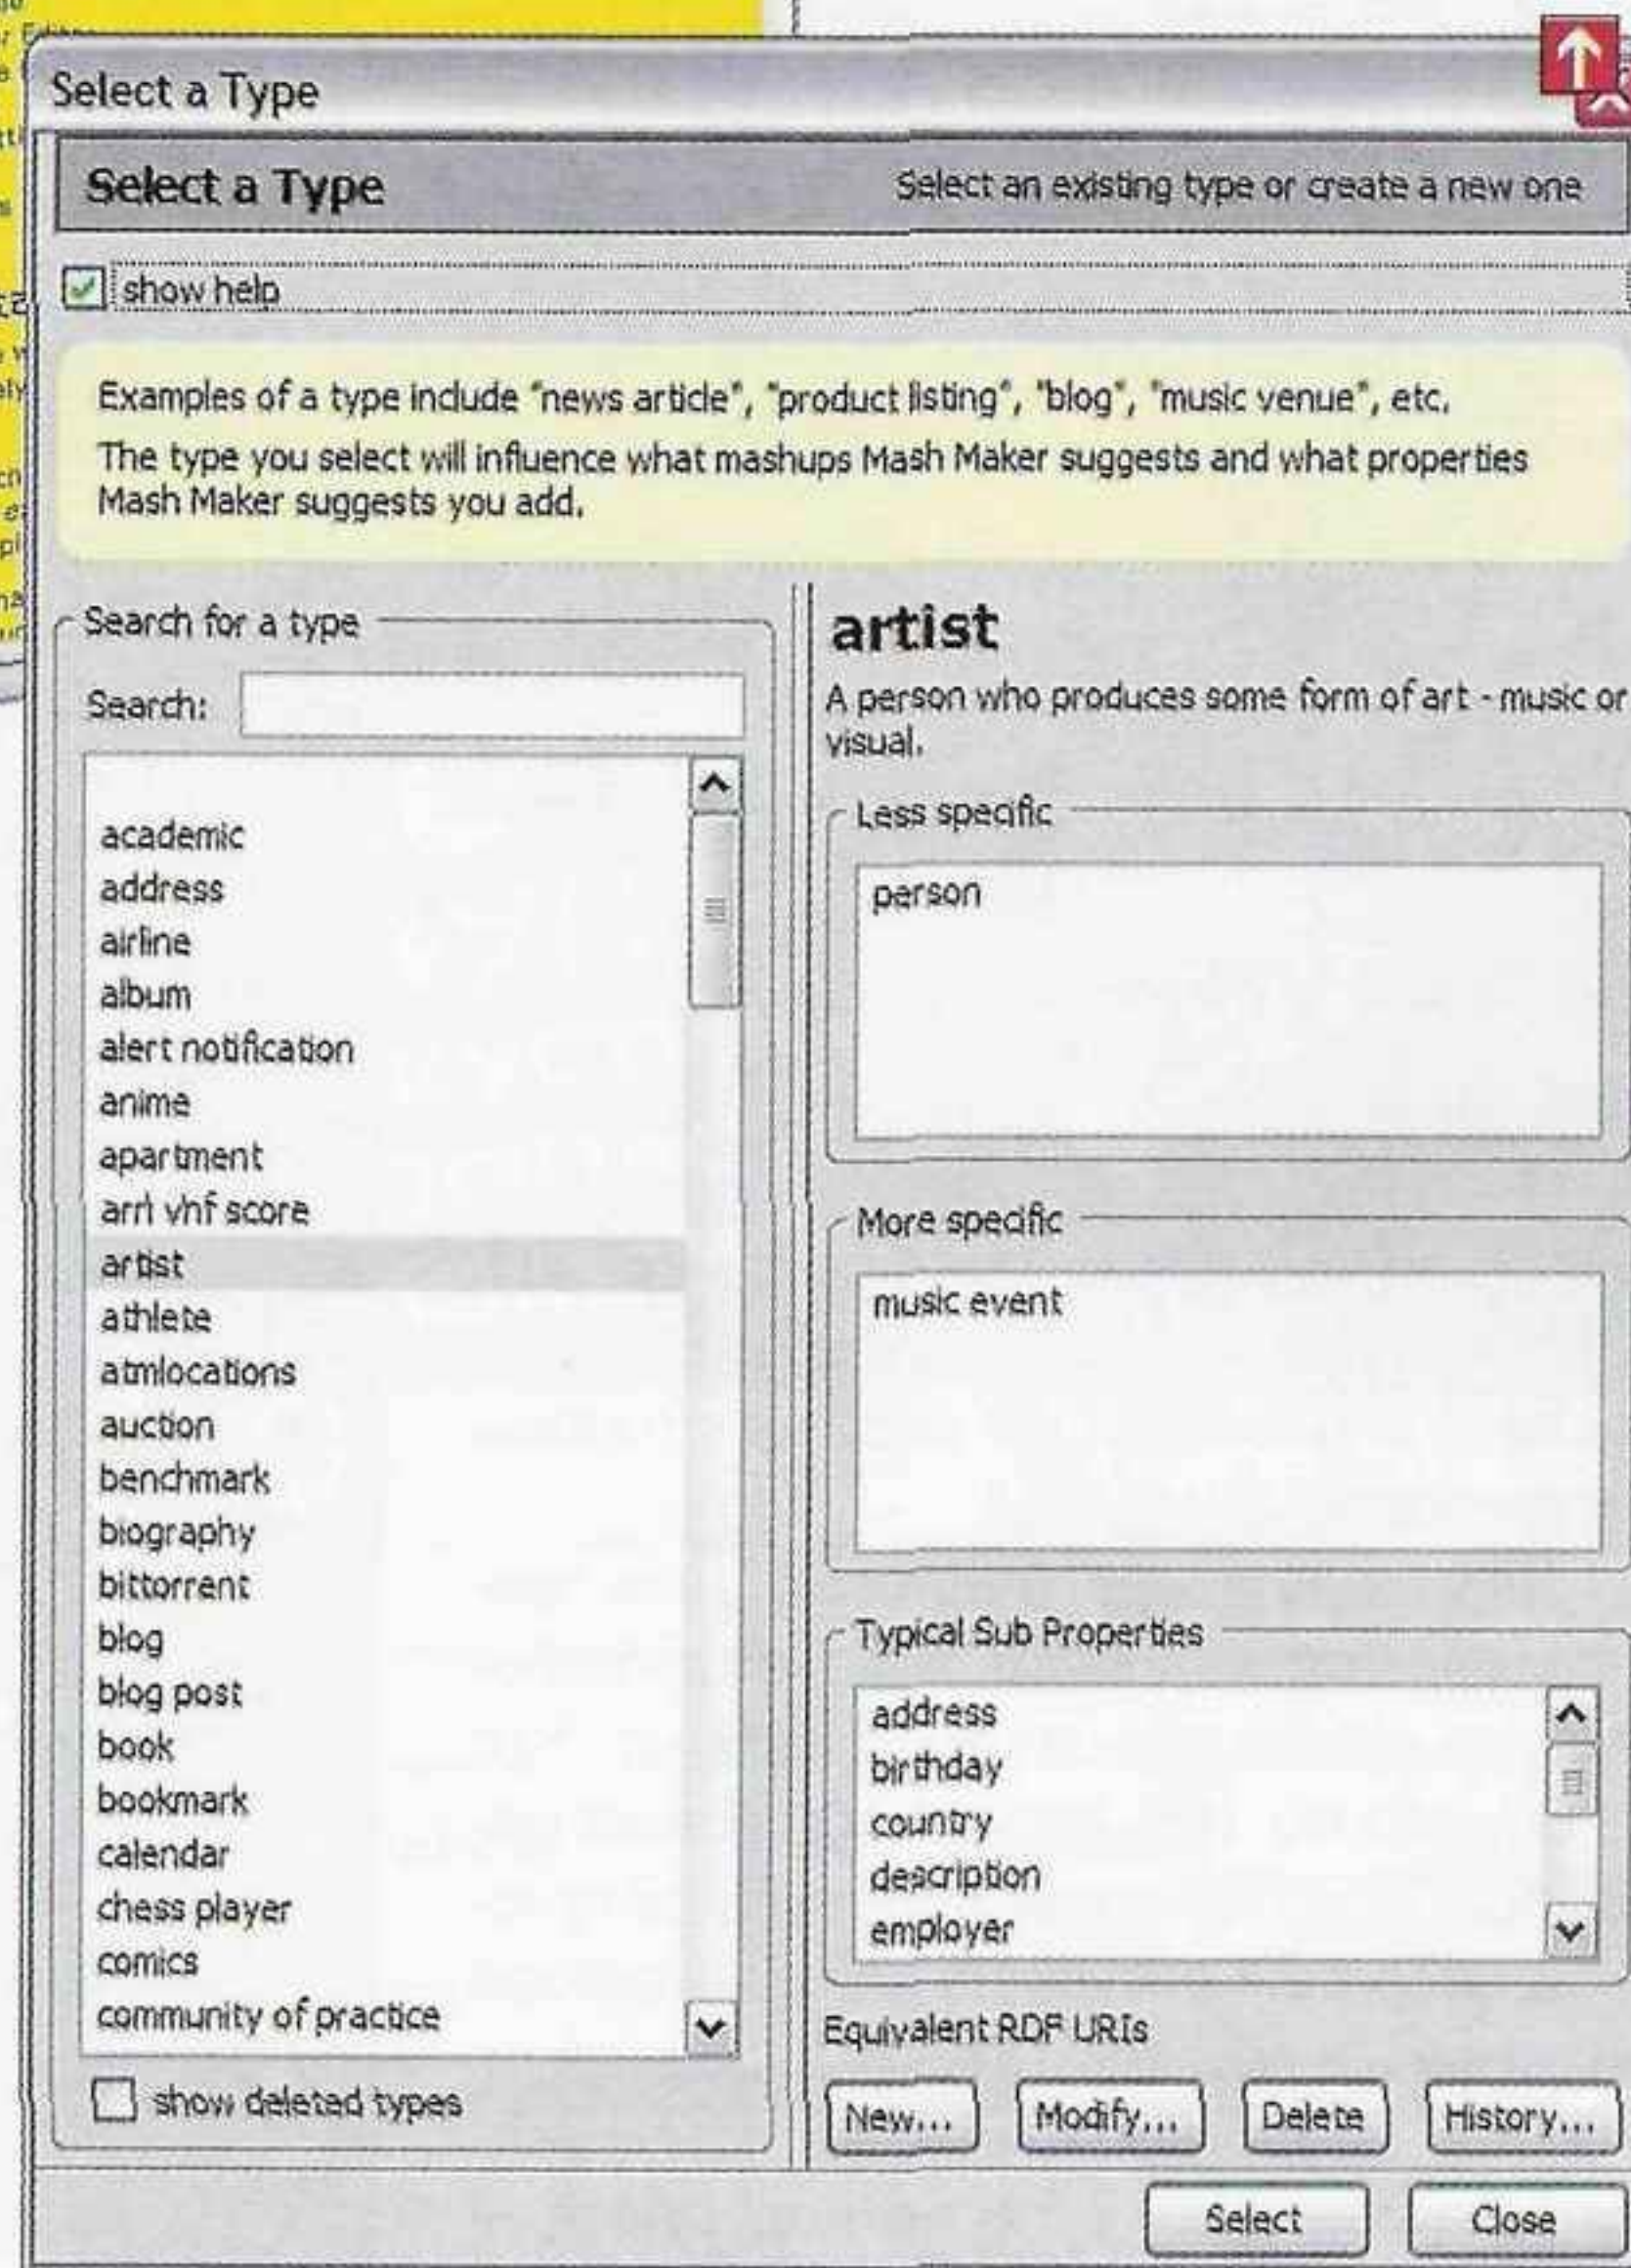 Select a Type
Select a Type
Select an existing type or create a new one
show help
Examples of a type include "news article", "product listing", "blog", "music venue", etc.
The type you select will influence what mashups Mash Maker suggests and what properties
Mash Maker suggests you add.
Search for a type
Search:
academic
address
airline
album
alert notification
anime
apartment
arrl vhf score
artist
athlete
atmlocations
auction
benchmark
biography
bittorrent
blog
blog post
book
bookmark
calendar
chess player
comics
community of practice
show deleted types
artist
A person who produces some form of art - music or
visual.
Less specific
person
More specific
music event
Typical Sub Properties
address
birthday
country
description
employer
Equivalent RDF URIs
New...
Modify...
Delete
History...
Select
Close